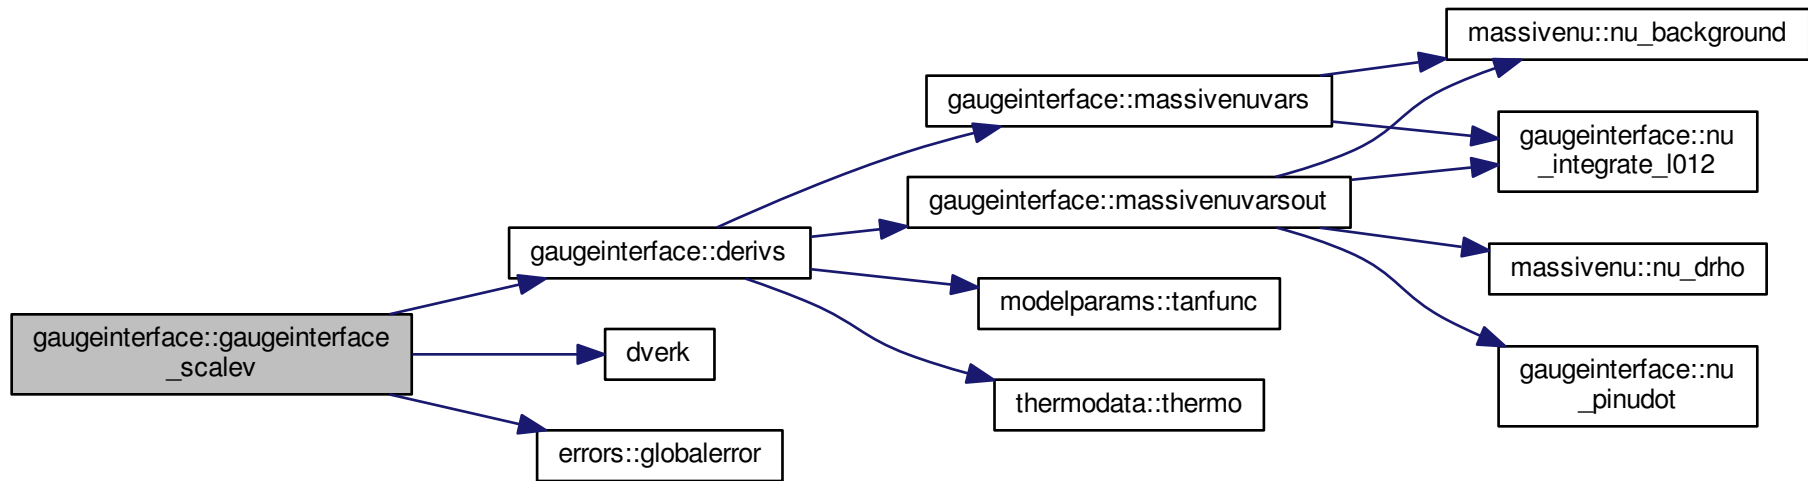 gaugeinterface::gaugeinterface
_scalev
gaugeinterface::derivs
dverk
errors::globalerror
gaugeinterface::massivenuvars
gaugeinterface::massivenuvarsout
modelparams::tanfunc
thermodata::thermo
massivenu::nu_background
gaugeinterface::nu
_integrate_l012
massivenu::nu_drho
gaugeinterface::nu
_pinudot